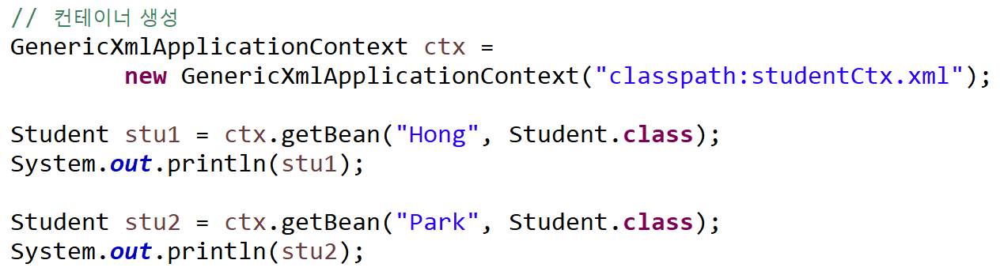 // 컨테이너 생성
GenericXmlApplicationContext ctx =
new GenericXmlApplicationContext("classpath:studentCtx.xml");
Student stu1 = ctx.getBean("Hong", Student.class);
System.out.println(stu1);
Student stu2 = ctx.getBean("Park", Student.class);
System.out.println(stu2);